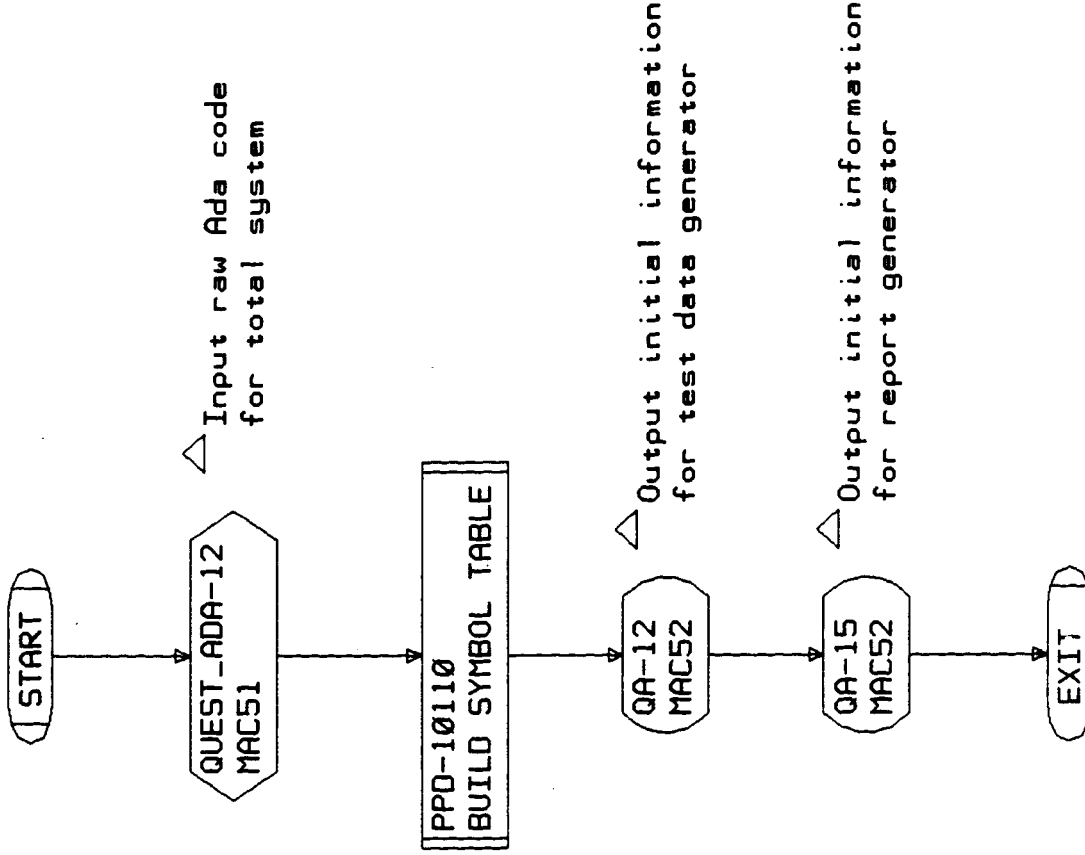 START
QUEST_ADA-12
MAC51
Input raw Ada code
for total system
PPD-10110
BUILD SYMBOL TABLE
QA-12
MAC52
Output initial information
for test data generator
QA-15
MAC52
Output initial information
for report generator
EXIT